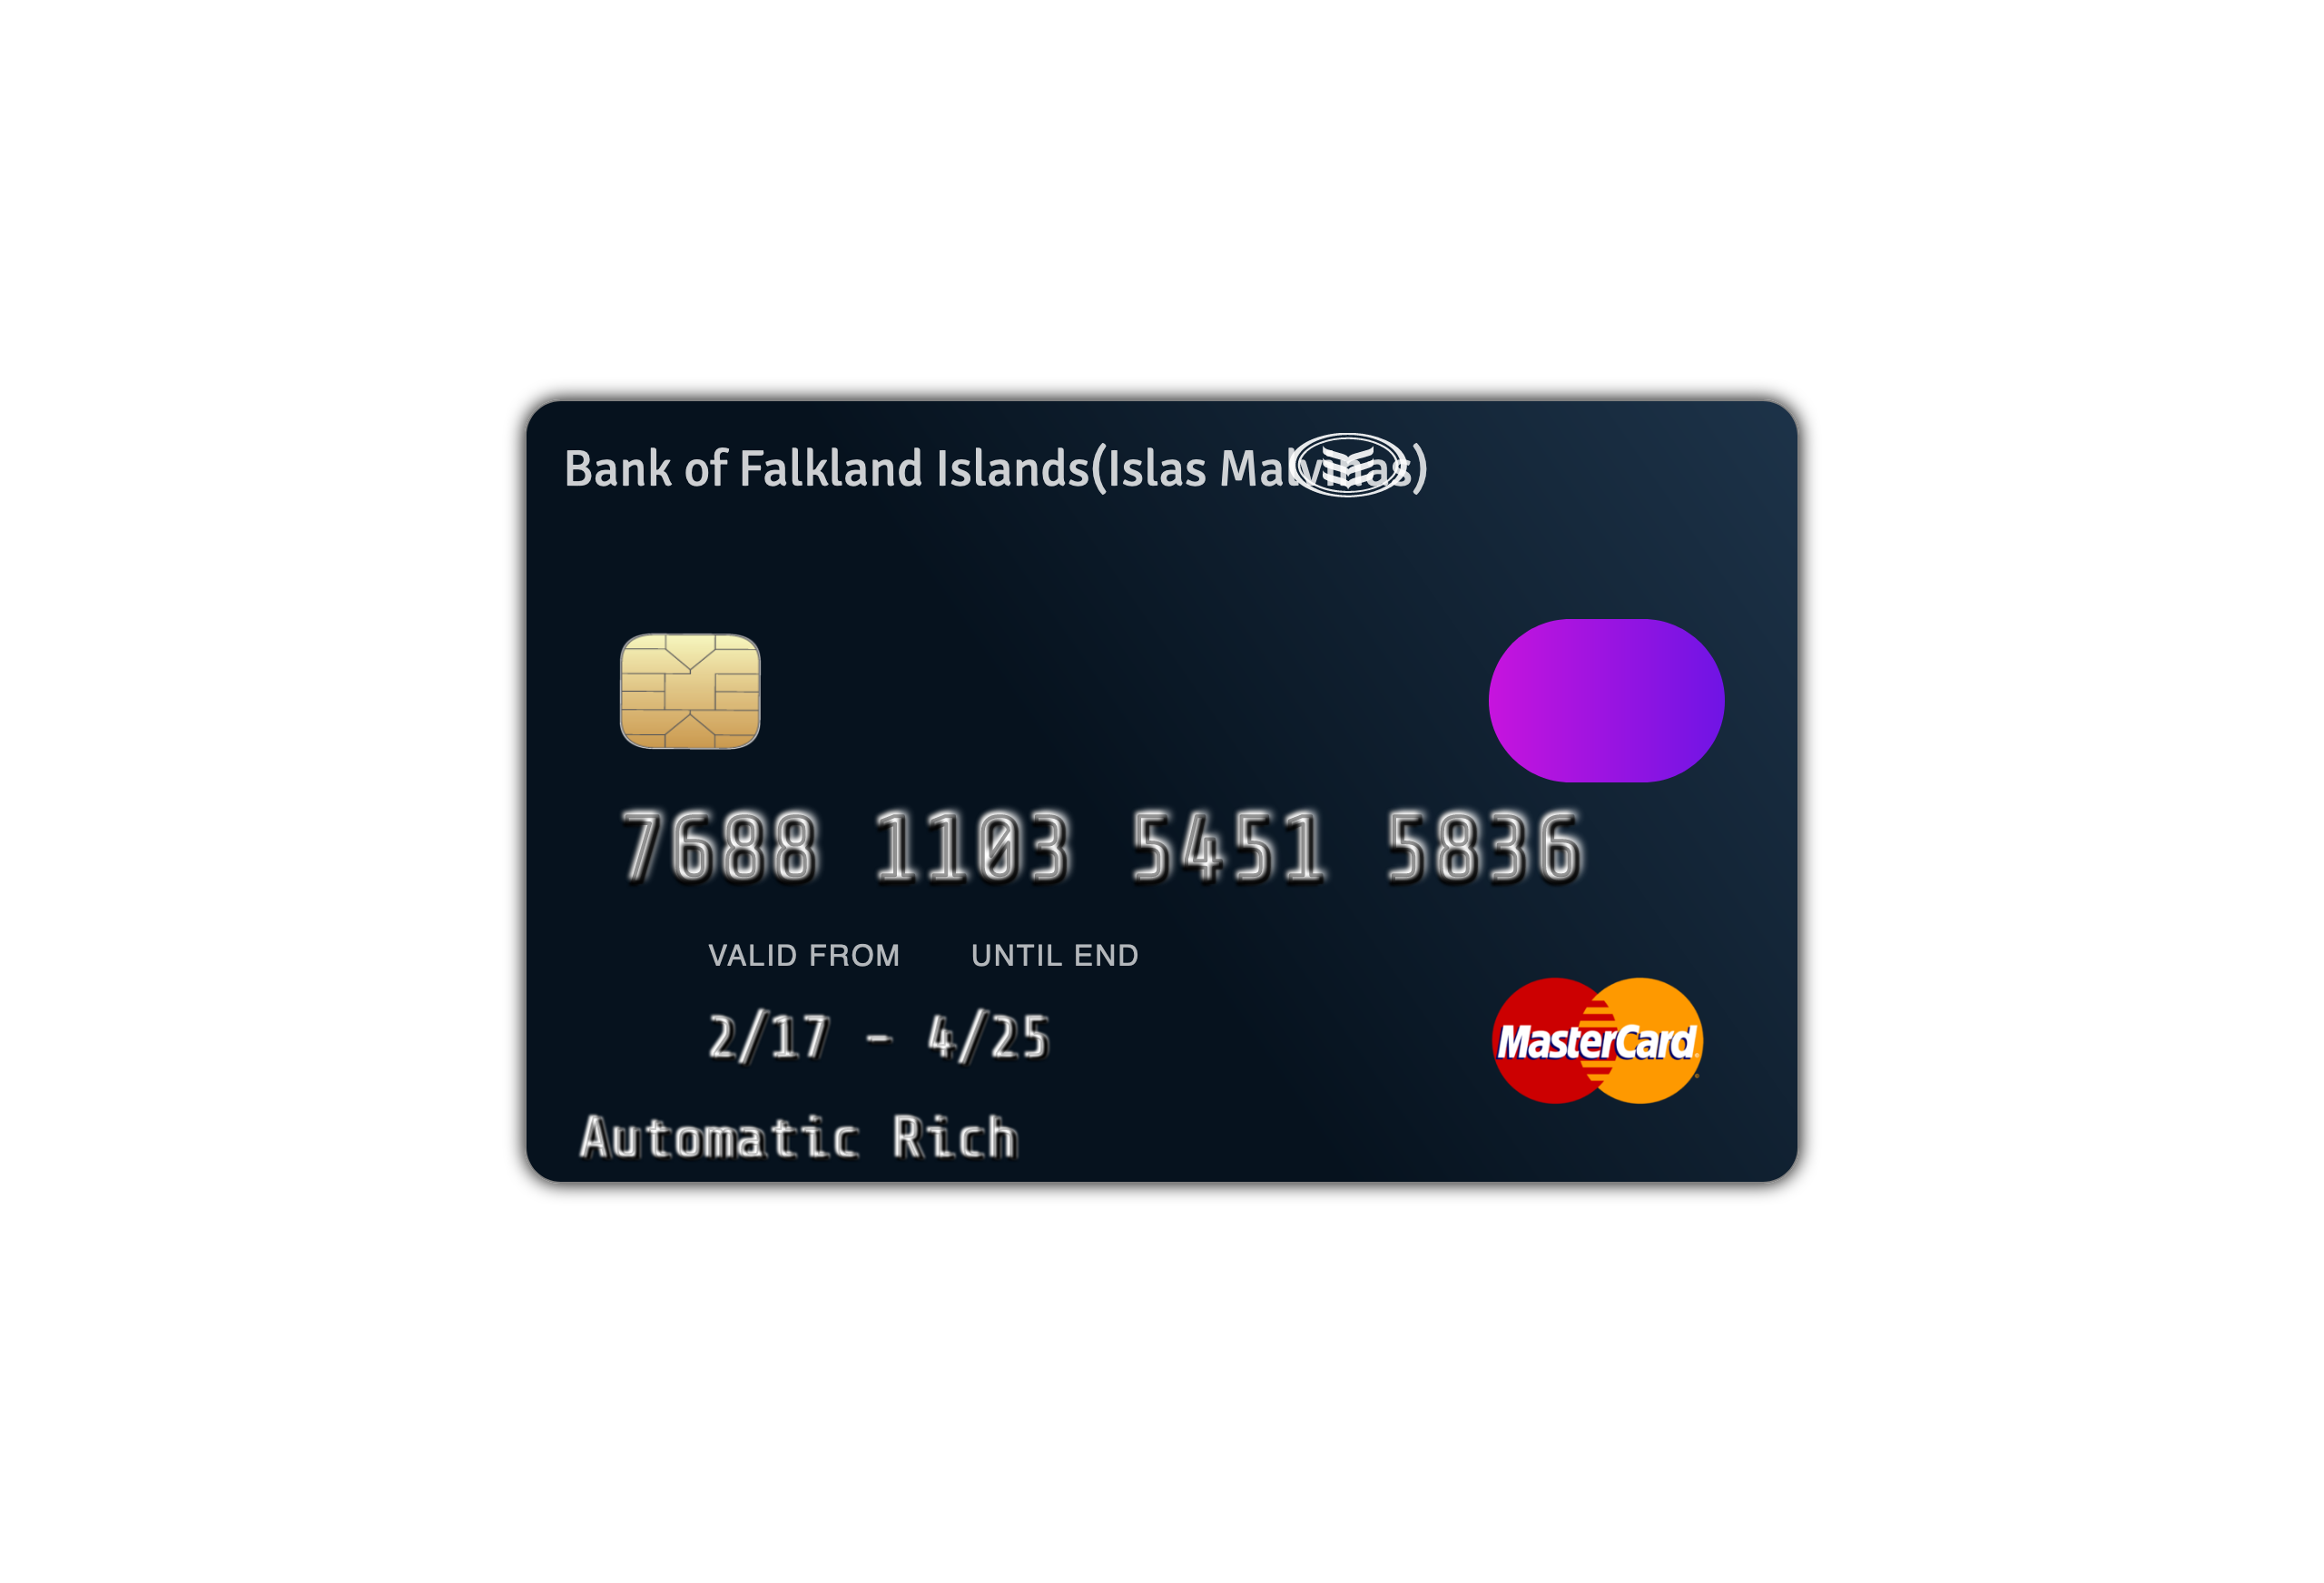 Bank of Falkland Islands(Islas Malvinas)
7688 1103 5451 5836
VALID FROM UNTIL END
2/17 - 4/25
MasterCard
Automatic Rich